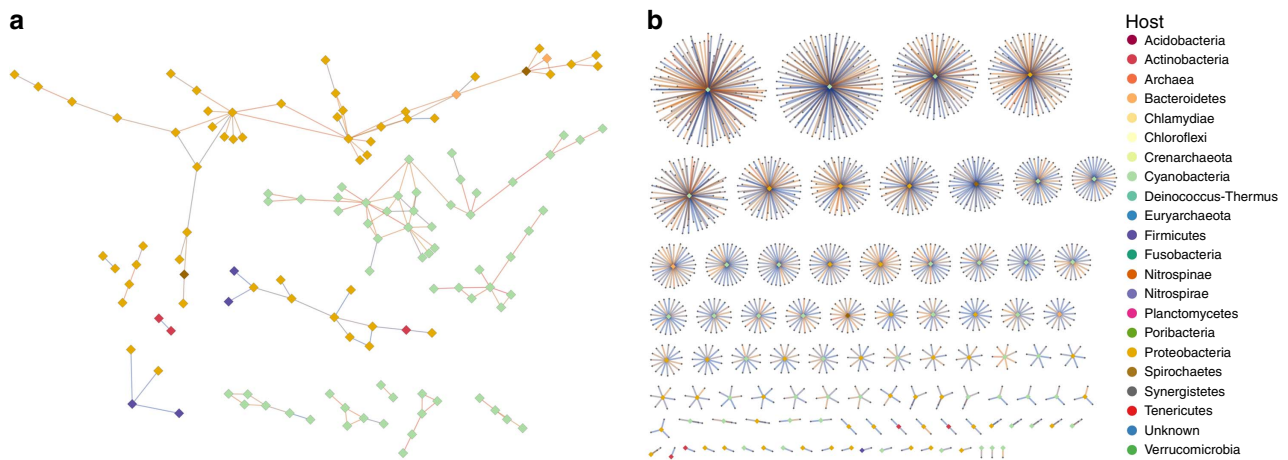 a
b
Host
Acidobacteria
Actinobacteria
Archaea
Bacteroidetes
Chlamydiae
Chloroflexi
Crenarchaeota
Cyanobacteria
Deinococcus-Thermus
Euryarchaeota
Firmicutes
Fusobacteria
Nitrospinae
Nitrospirae
Planctomycetes
Poribacteria
Proteobacteria
Spirochaetes
Synergistetes
Tenericutes
Unknown
Verrucomicrobia